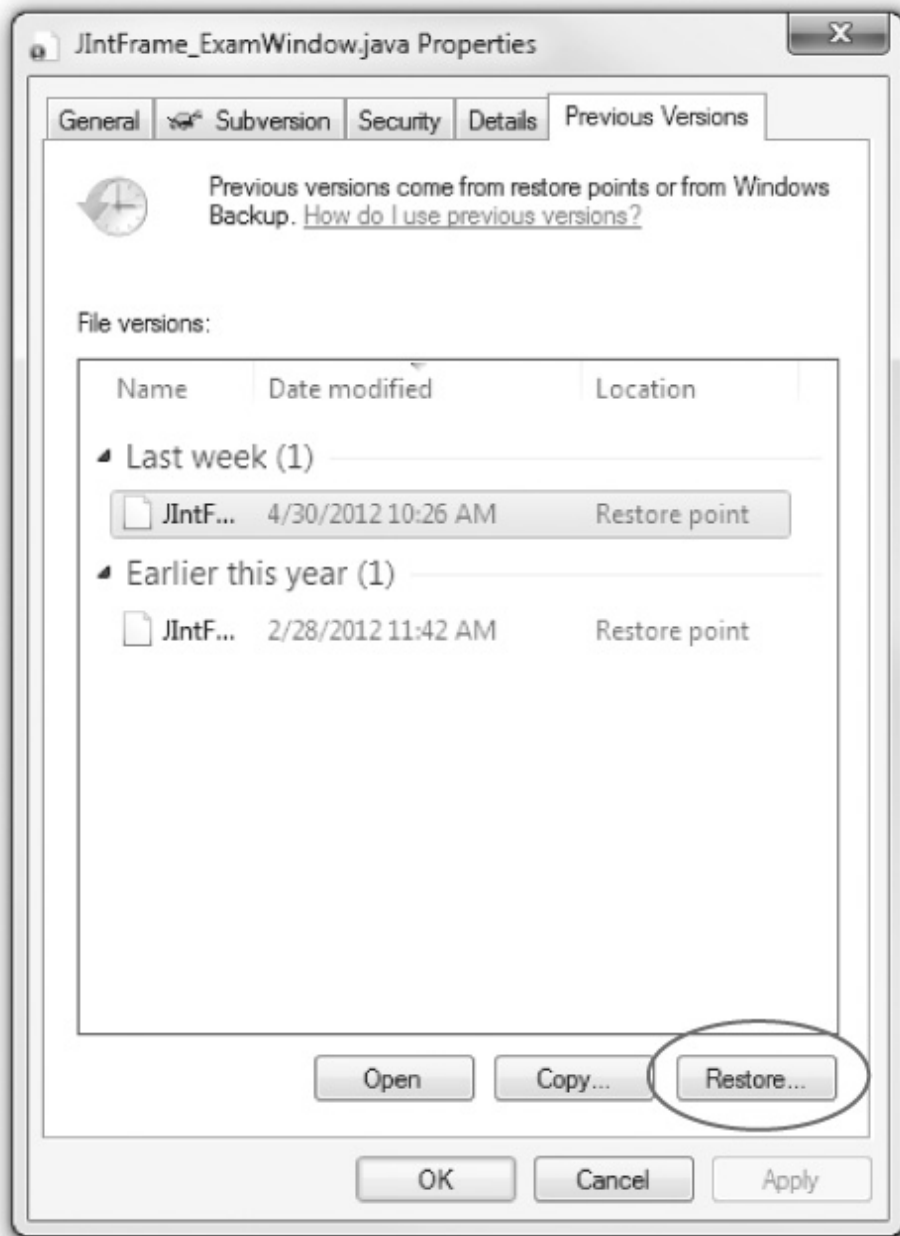 JIntFrame_ExamWindow.java Properties
General Subversion Security Details Previous Versions
Previous versions come from restore points or from Windows
Backup. How do I use previous versions?
File versions:
Name Date modified Location
Last week (1)
JIntF... 4/30/2012 10:26 AM Restore point
Earlier this year (1)
JIntF... 2/28/2012 11:42 AM Restore point
Open Copy... Restore...
OK Cancel Apply